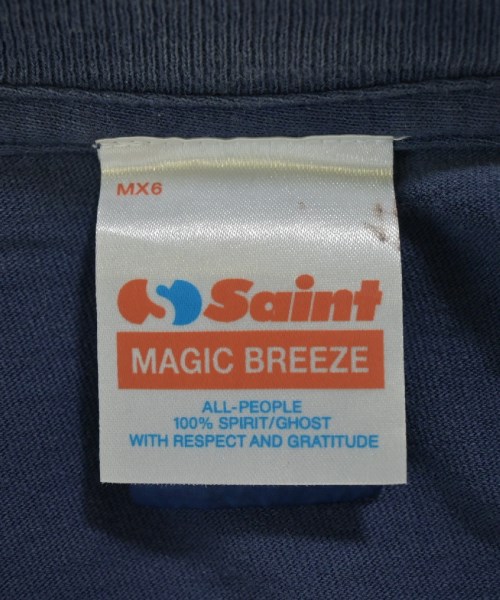 MX6
Saint
MAGIC BREEZE
ALL-PEOPLE
100% SPIRIT/GHOST
WITH RESPECT AND GRATITUDE